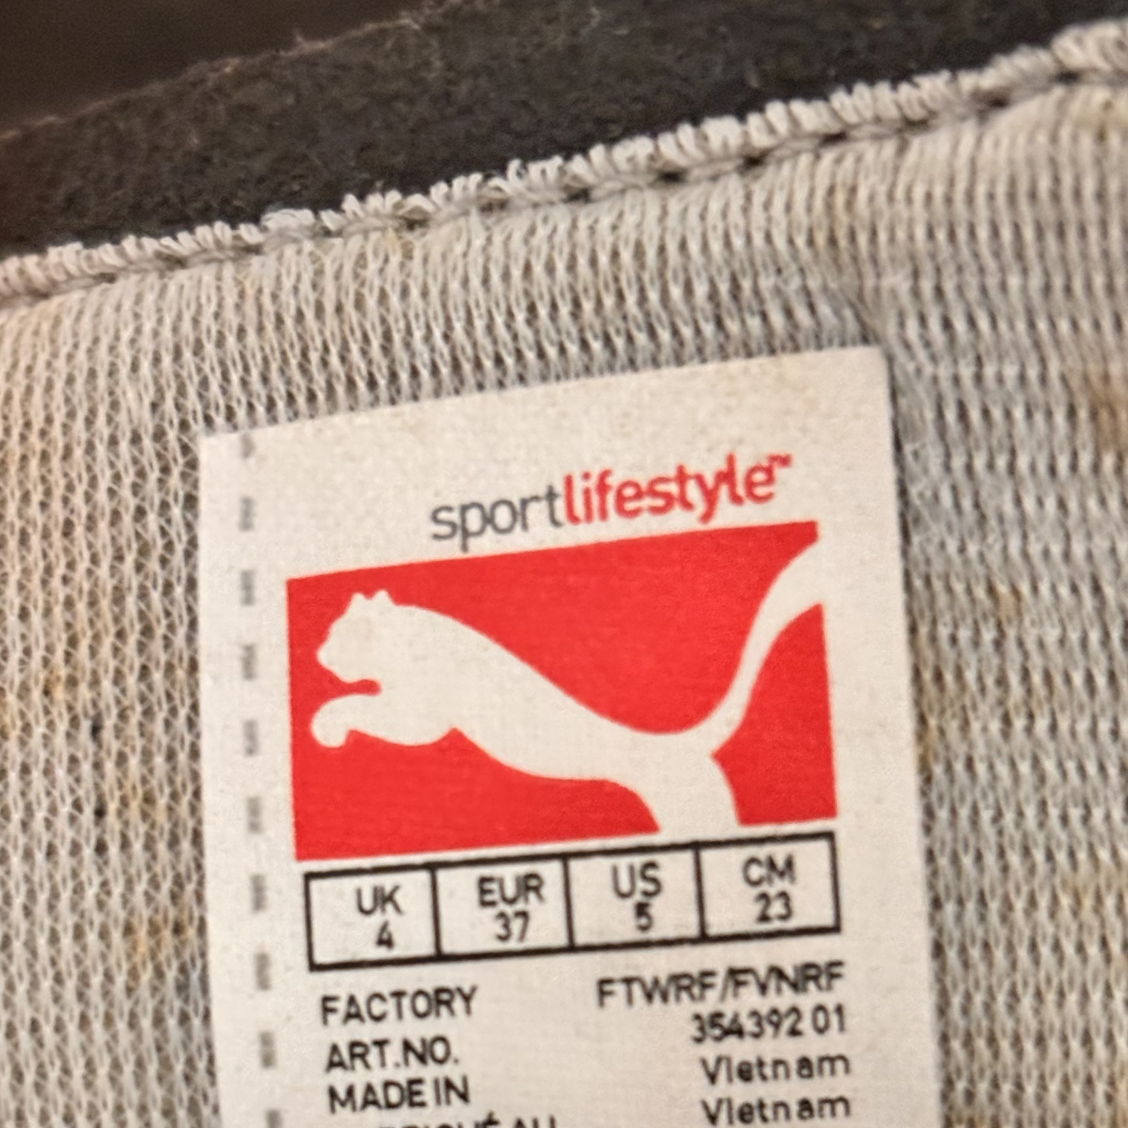 sportlifestyle™
UK EUR US CM
4 37 5 23
FACTORY FTWRF/FVNRF
ART.NO. 354392 01
MADE IN Vietnam
AU Vietnam